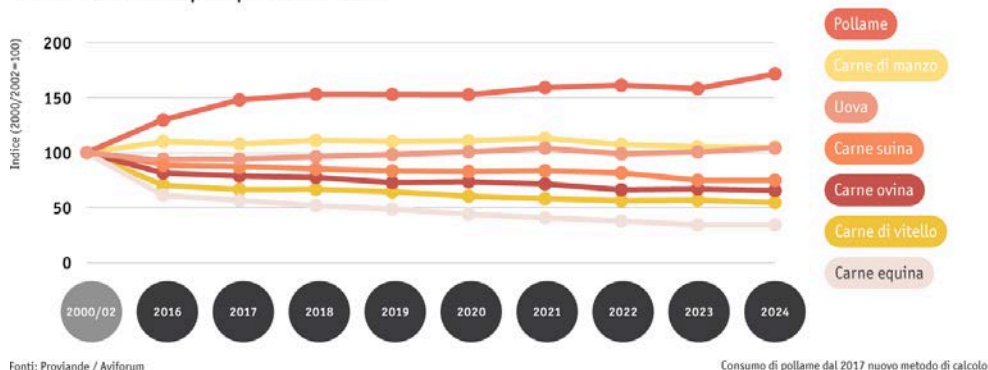 Indice (2000/2002=100)
200
150
100
50
0
2000/02
2016
2017
2018
2019
2020
2021
2022
2023
2024
Pollame
Carne di manzo
Uova
Carne suina
Carne ovina
Carne di vitello
Carne equina
Fonti: Proviande / Aviforum
Consumo di pollame dal 2017 nuovo metodo di calcolo